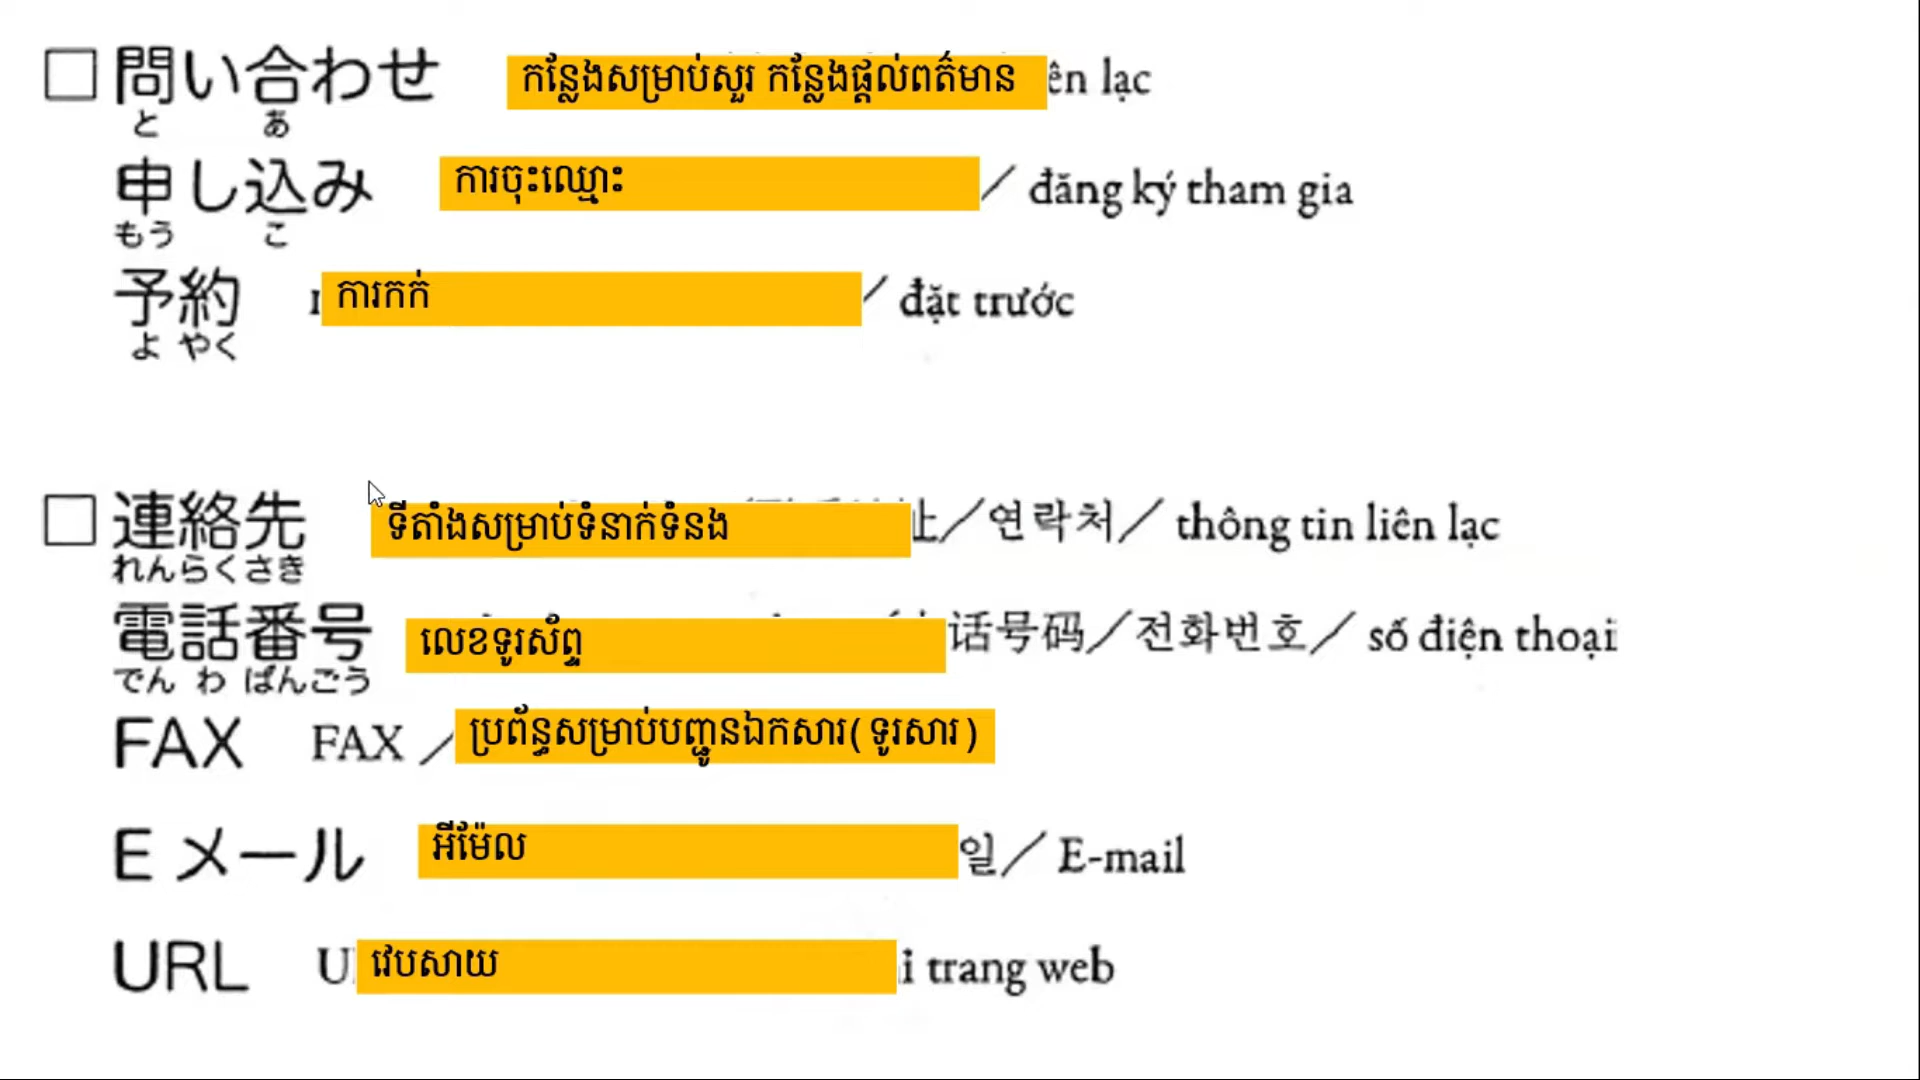 問い合わせ កន្លែងសម្រាប់សួរ កន្លែងផ្ដល់ពត៌មាន lạc
と あ
申し込み ការចុះឈ្មោះ ／ đăng ký tham gia
もう こ
予約 ការកក់ ／ đặt trước
よ やく
連絡先 ទីតាំងសម្រាប់ទំនាក់ទំនង 址／연락처／ thông tin liên lạc
れんらくさき
電話番号 លេខទូរស័ព្ទ 话号码／전화번호／ số điện thoại
でん わ ばんごう
FAX FAX ／ ប្រព័ន្ធសម្រាប់បញ្ជូនឯកសារ( ទូរសារ )
E メール អីម៉ែល 일／ E-mail
URL វេបសាយ trang web